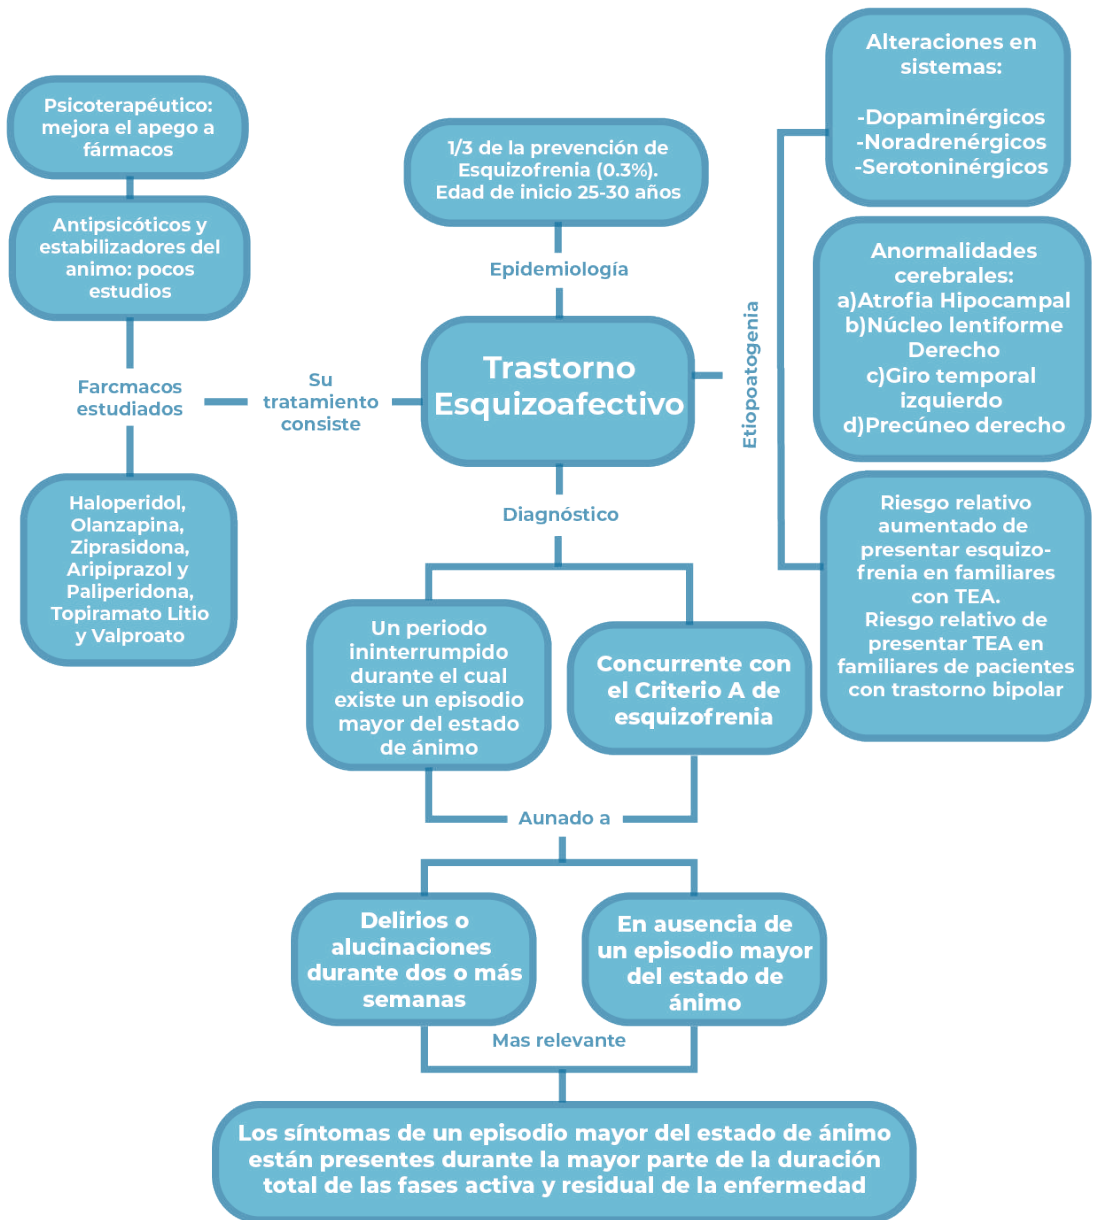 Alteraciones en
sistemas:
-Dopaminérgicos
-Noradrenérgicos
-Serotoninérgicos
Psicoterapéutico:
mejora el apego a
fármacos
1/3 de la prevención de
Esquizofrenia (0.3%).
Edad de inicio 25-30 años
Antipsicóticos y
estabilizadores del
animo: pocos
estudios
Epidemiología
Anormalidades
cerebrales:
a)Atrofia Hipocampal
b)Núcleo lentiforme
Derecho
c)Giro temporal
izquierdo
d)Precúneo derecho
Etiopoatogenia
Trastorno
Esquizoafectivo
Su
tratamiento
consiste
Farcmacos
estudiados
Haloperidol,
Olanzapina,
Ziprasidona,
Aripiprazol y
Paliperidona,
Topiramato Litio
y Valproato
Diagnóstico
Riesgo relativo
aumentado de
presentar esquizo-
frenia en familiares
con TEA.
Riesgo relativo de
presentar TEA en
familiares de pacientes
con trastorno bipolar
Un periodo
ininterrumpido
durante el cual
existe un episodio
mayor del estado
de ánimo
Concurrente con
el Criterio A de
esquizofrenia
Aunado a
Delirios o
alucinaciones
durante dos o más
semanas
En ausencia de
un episodio mayor
del estado de
ánimo
Mas relevante
Los síntomas de un episodio mayor del estado de ánimo
están presentes durante la mayor parte de la duración
total de las fases activa y residual de la enfermedad